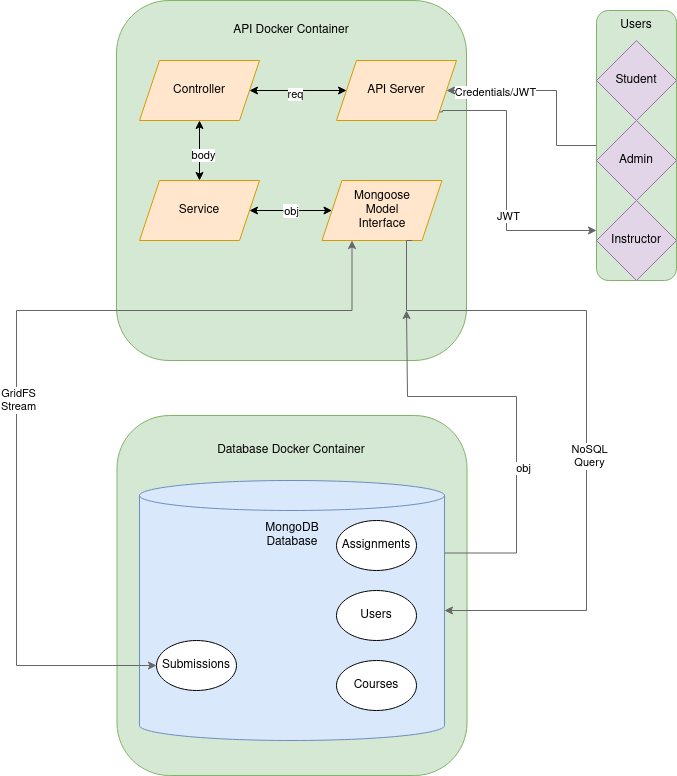 API Docker Container
Users
Controller
req
API Server
Credentials/JWT
Student
body
Admin
Service
obj
Mongoose
Model
Interface
JWT
Instructor
GridFS
Stream
Database Docker Container
NoSQL
Query
obj
MongoDB
Database
Assignments
Users
Submissions
Courses